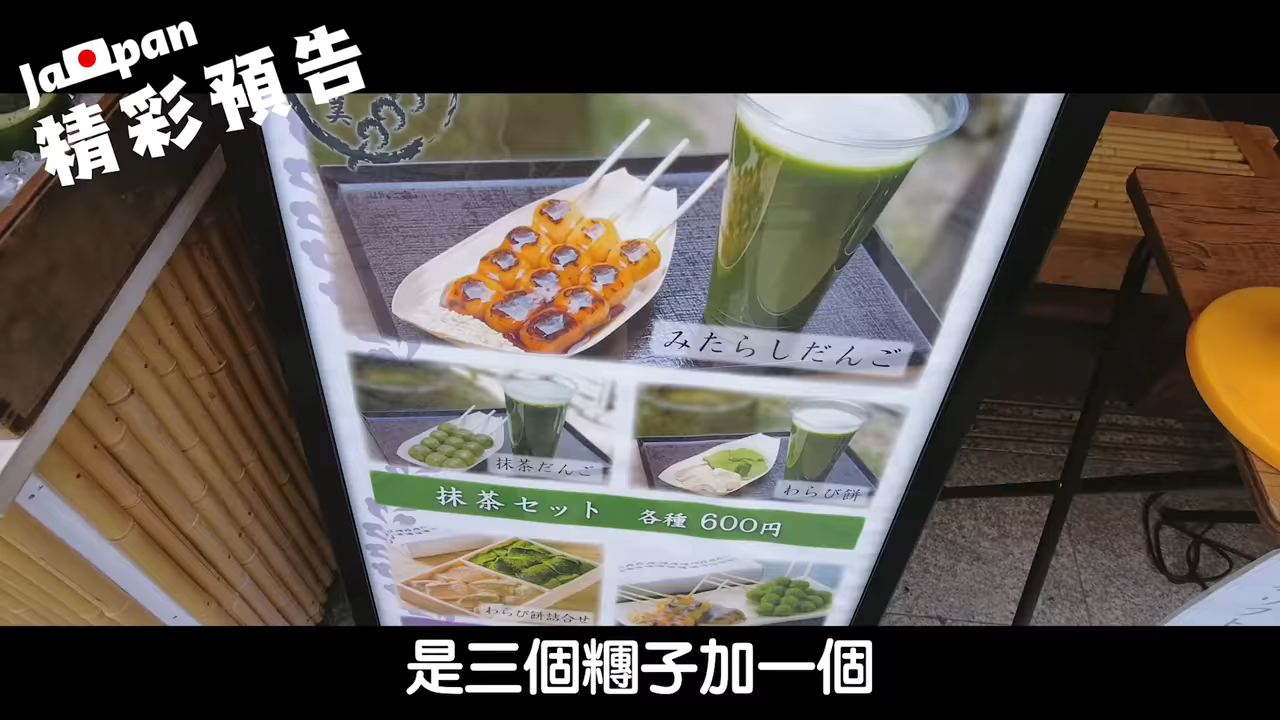 Japan
精彩預告
美
みたらしだんご
抹茶だんご
わらび餅
抹茶セット 各種 600円
わらび餅詰合せ
是三個糰子加一個